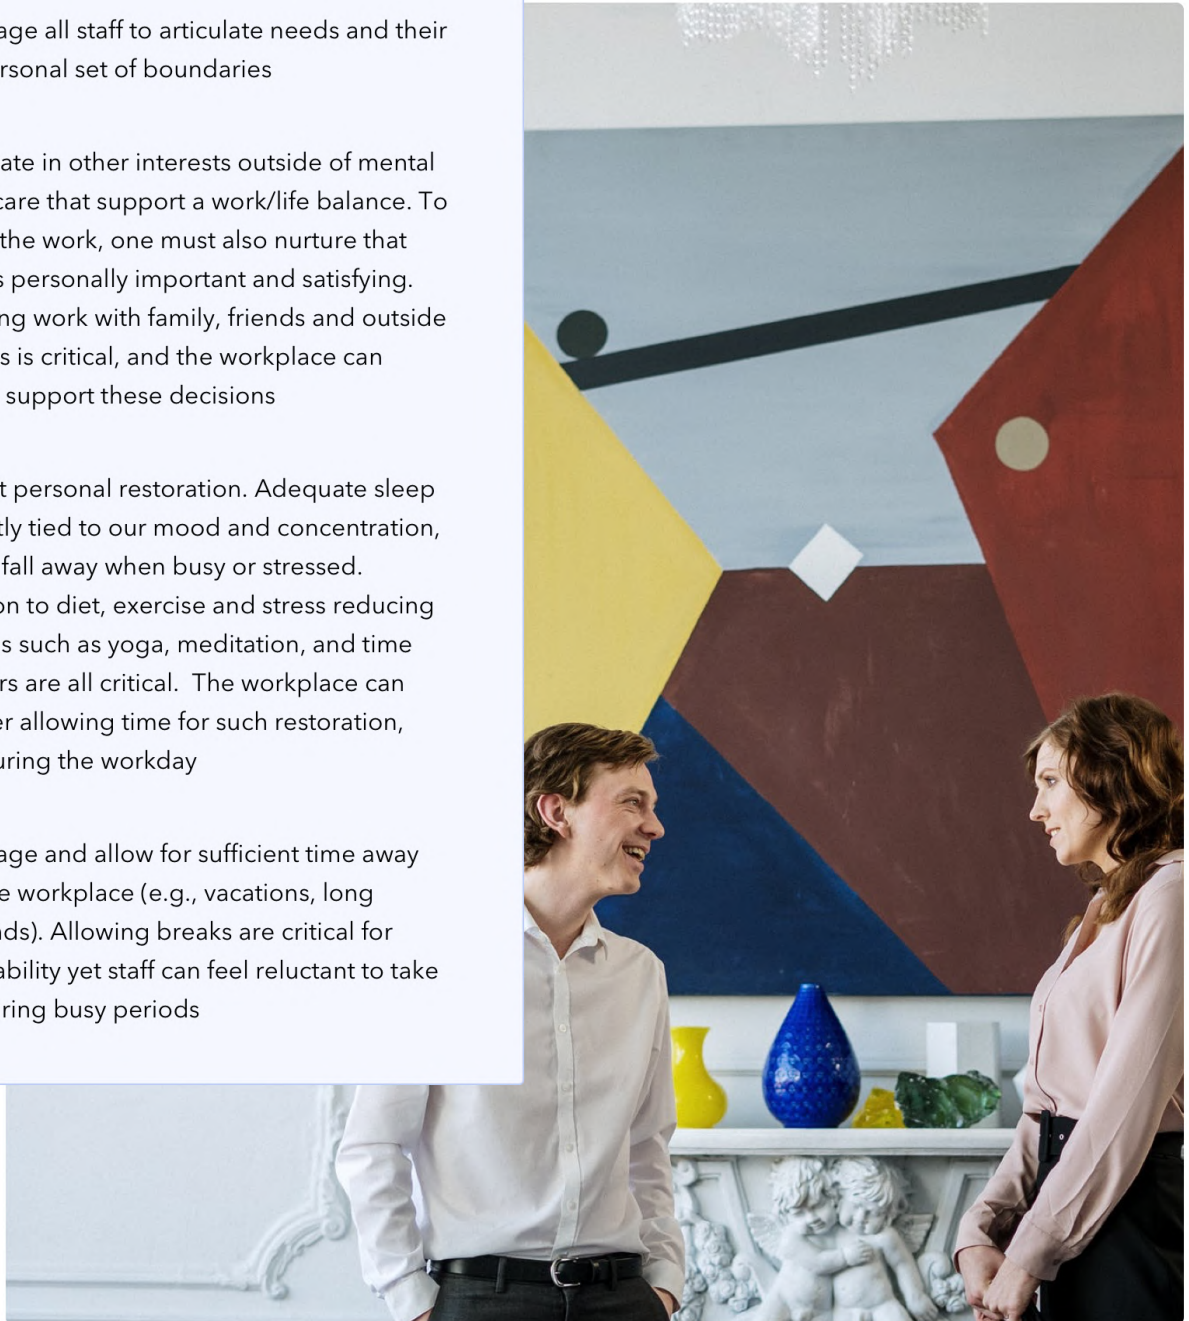 age all staff to articulate needs and their
rsonal set of boundaries
ate in other interests outside of mental
care that support a work/life balance. To
the work, one must also nurture that
s personally important and satisfying.
ng work with family, friends and outside
s is critical, and the workplace can
support these decisions
t personal restoration. Adequate sleep
tly tied to our mood and concentration,
fall away when busy or stressed.
on to diet, exercise and stress reducing
s such as yoga, meditation, and time
rs are all critical.  The workplace can
er allowing time for such restoration,
uring the workday
age and allow for sufficient time away
e workplace (e.g., vacations, long
nds). Allowing breaks are critical for
ability yet staff can feel reluctant to take
ring busy periods